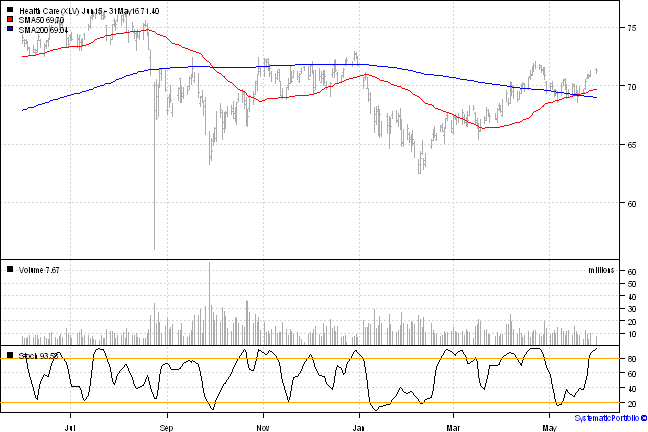 Health Care (XLV) Jun15 - 31May16 71.40
SMA50 69.70
SMA200 69.04
75
70
65
60
Volume 7.67
millions
60
50
40
30
20
10
Stoch 93.58
80
60
40
20
Jul
Sep
Nov
Jan
Mar
May
SystematicPortfolio ©